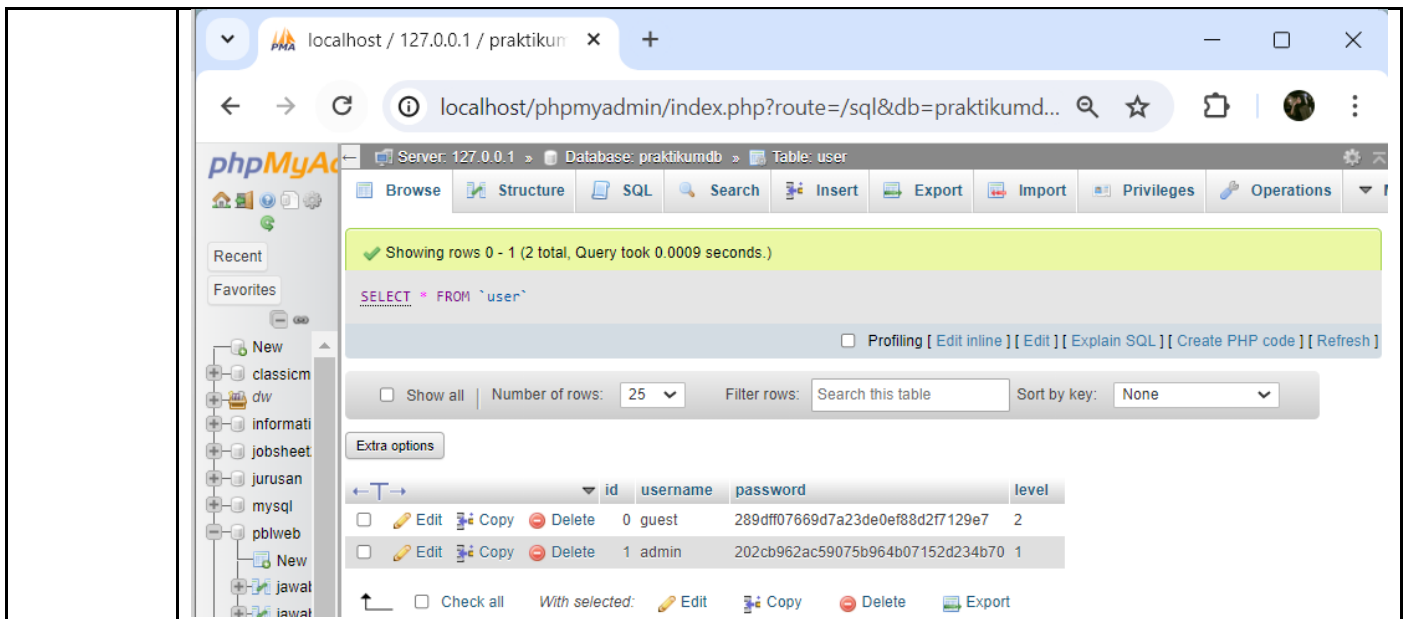 PMA localhost / 127.0.0.1 / praktikum
localhost/phpmyadmin/index.php?route=/sql&db=praktikumd...
phpMyAd
Server: 127.0.0.1 » Database: praktikumdb » Table: user
Browse Structure SQL Search Insert Export Import Privileges Operations
Recent
Favorites
New
classicm
dw
informati
jobsheet
jurusan
mysql
pblweb
New
jawab
jawab
Showing rows 0 - 1 (2 total, Query took 0.0009 seconds.)
SELECT * FROM `user`
Profiling [ Edit inline ] [ Edit ] [ Explain SQL ] [ Create PHP code ] [ Refresh ]
Show all | Number of rows: 25 Filter rows: Search this table Sort by key: None
Extra options
id username password level
Edit Copy Delete 0 guest 289dff07669d7a23de0ef88d2f7129e7 2
Edit Copy Delete 1 admin 202cb962ac59075b964b07152d234b70 1
Check all With selected: Edit Copy Delete Export